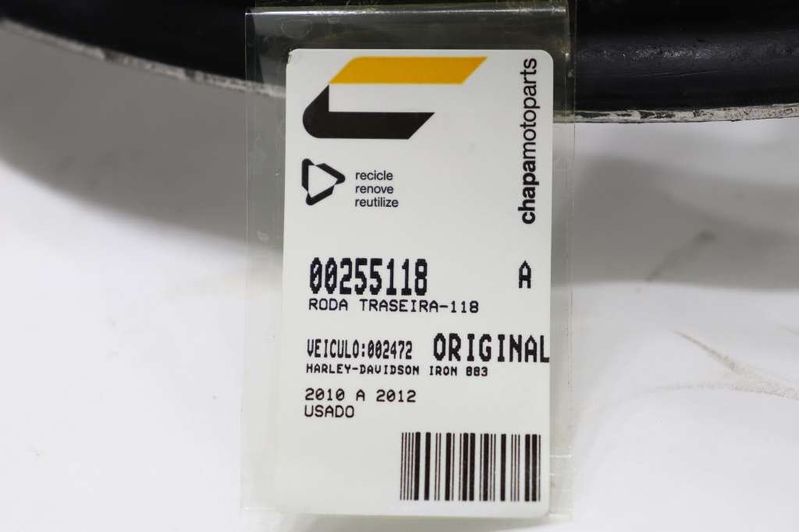 chapamotoparts
recicle
renove
reutilize
00255118 A
RODA TRASEIRA-118
VEICULO:002472 ORIGINAL
HARLEY-DAVIDSON IRON 883
2010 A 2012
USADO